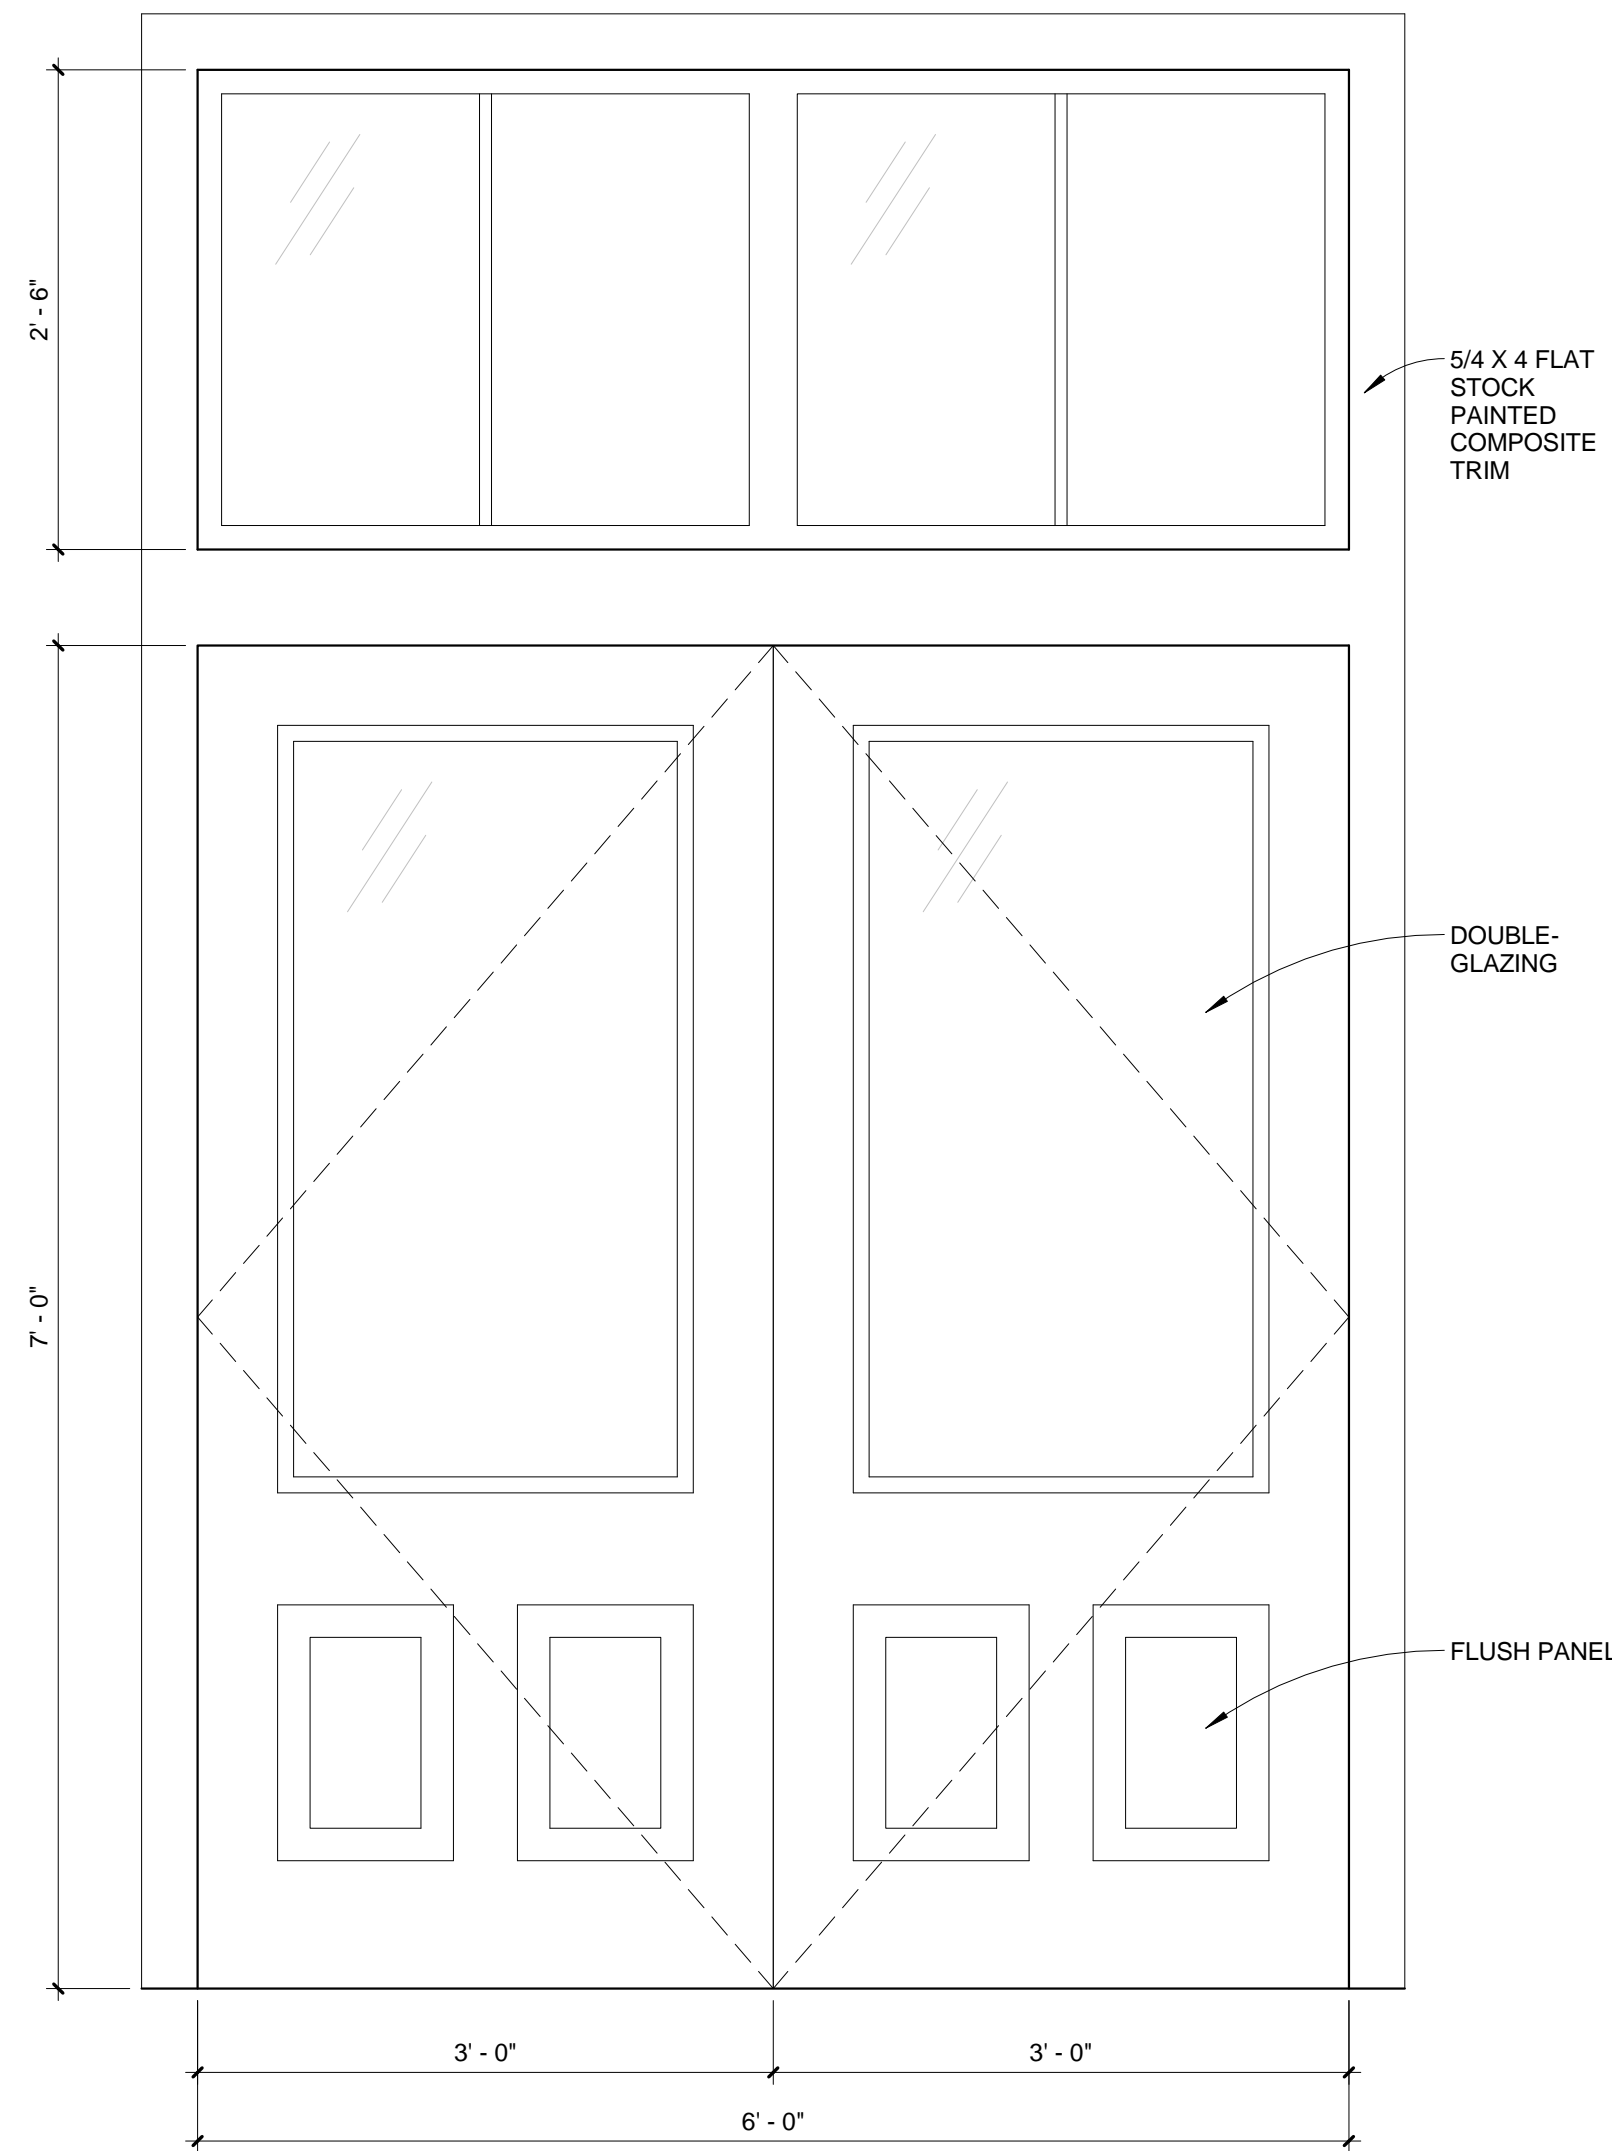 2' - 6"
5/4 X 4 FLAT
STOCK
PAINTED
COMPOSITE
TRIM
DOUBLE-
GLAZING
7' - 0"
FLUSH PANEL
3' - 0"
3' - 0"
6' - 0"